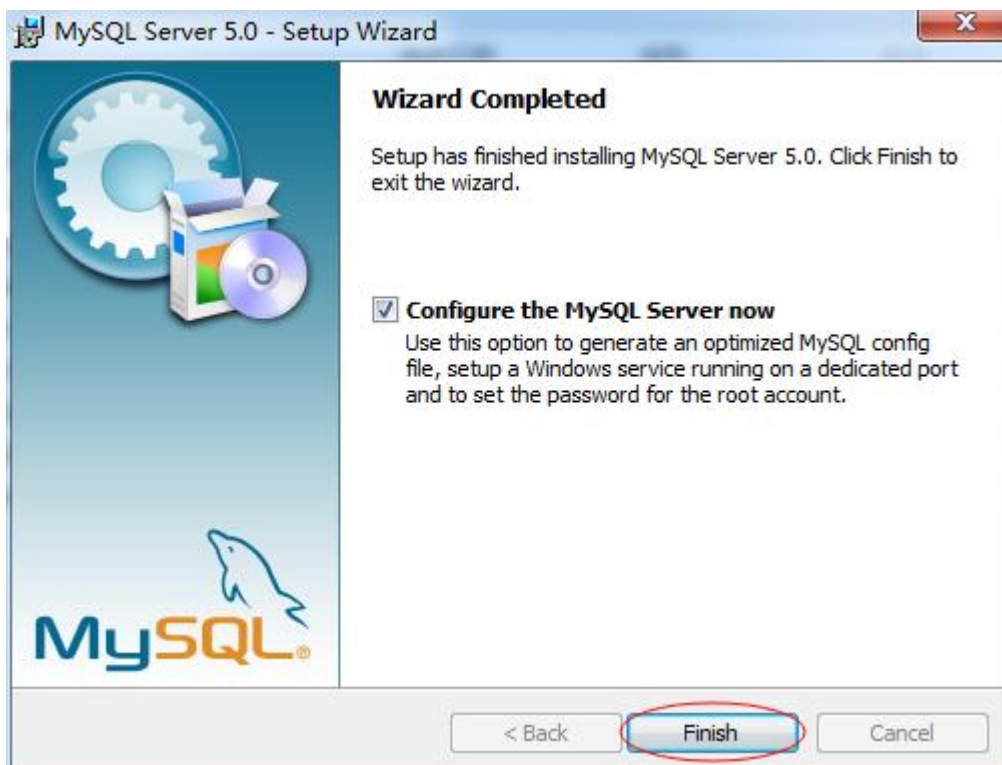 MySQL Server 5.0 - Setup Wizard
Wizard Completed
Setup has finished installing MySQL Server 5.0. Click Finish to
exit the wizard.
Configure the MySQL Server now
Use this option to generate an optimized MySQL config
file, setup a Windows service running on a dedicated port
and to set the password for the root account.
MySQL®
< Back
Finish
Cancel